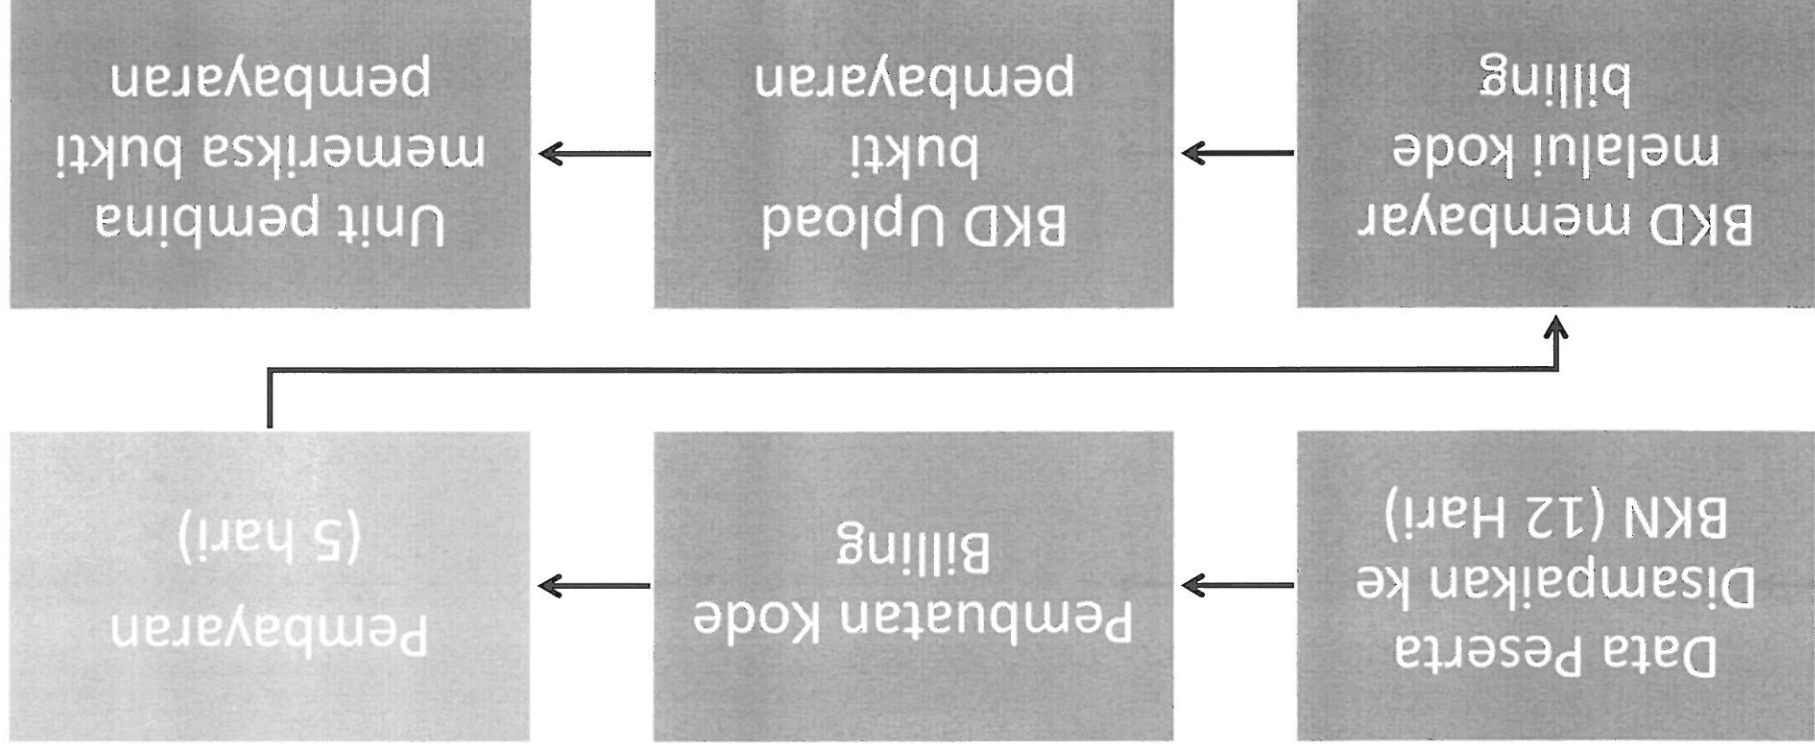 Data Peserta
Disampaikan ke
BKN (12 Hari)
Pembuatan Kode
Billing
Pembayaran
(5 hari)
BKD membayar
melalui kode
billing
BKD Upload
bukti
pembayaran
Unit pembina
memeriksa bukti
pembayaran